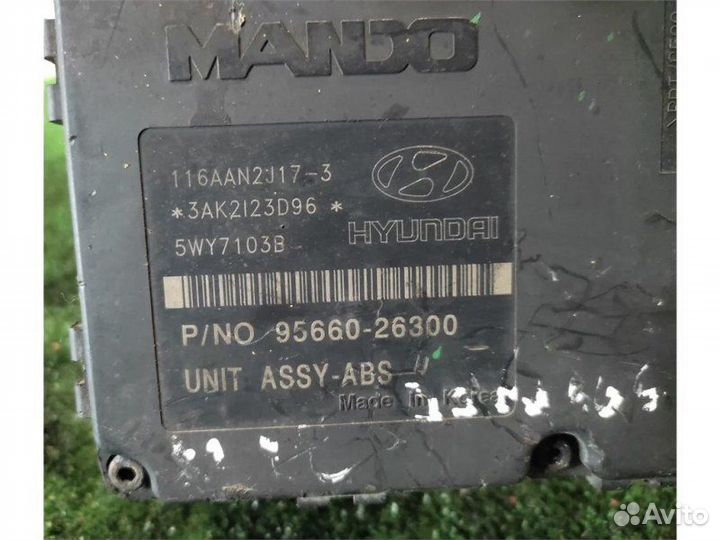 MANDO
116AAN2J17-3
*3AK2I23D96 *
5WY7103B
HYUNDAI
P/NO 95660-26300
UNIT ASSY-ABS
Made in Korea
Avito